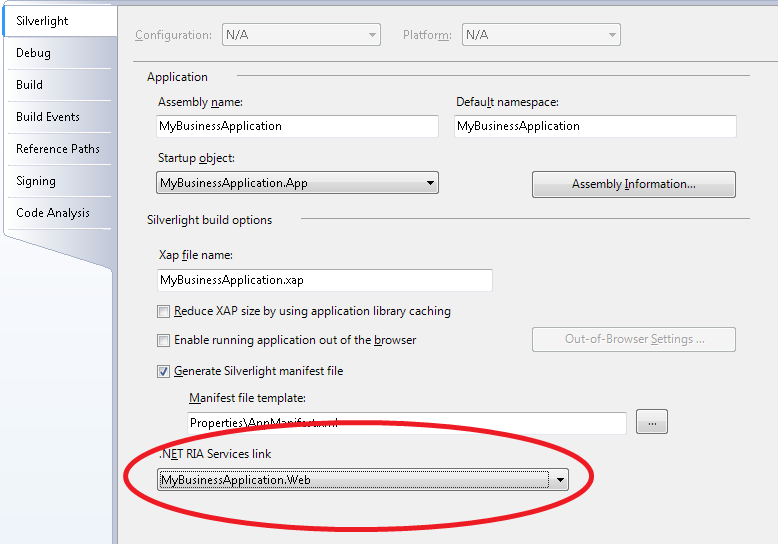 Silverlight
Debug
Build
Build Events
Reference Paths
Signing
Code Analysis
Configuration: N/A Platform: N/A
Application
Assembly name: Default namespace:
MyBusinessApplication MyBusinessApplication
Startup object:
MyBusinessApplication.App Assembly Information...
Silverlight build options
Xap file name:
MyBusinessApplication.xap
Reduce XAP size by using application library caching
Enable running application out of the browser Out-of-Browser Settings ...
Generate Silverlight manifest file
Manifest file template:
Properties\AppManifest.xml ...
.NET RIA Services link
MyBusinessApplication.Web